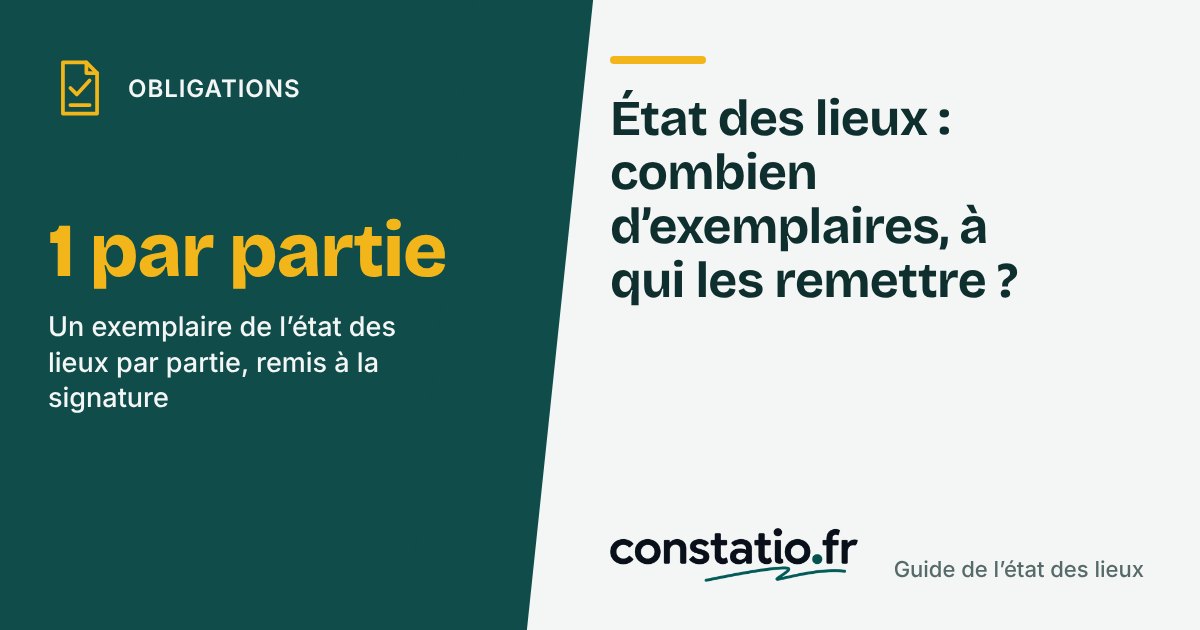 OBLIGATIONS
1 par partie
Un exemplaire de l’état des
lieux par partie, remis à la
signature
État des lieux :
combien
d’exemplaires, à
qui les remettre ?
constatio.fr
Guide de l’état des lieux